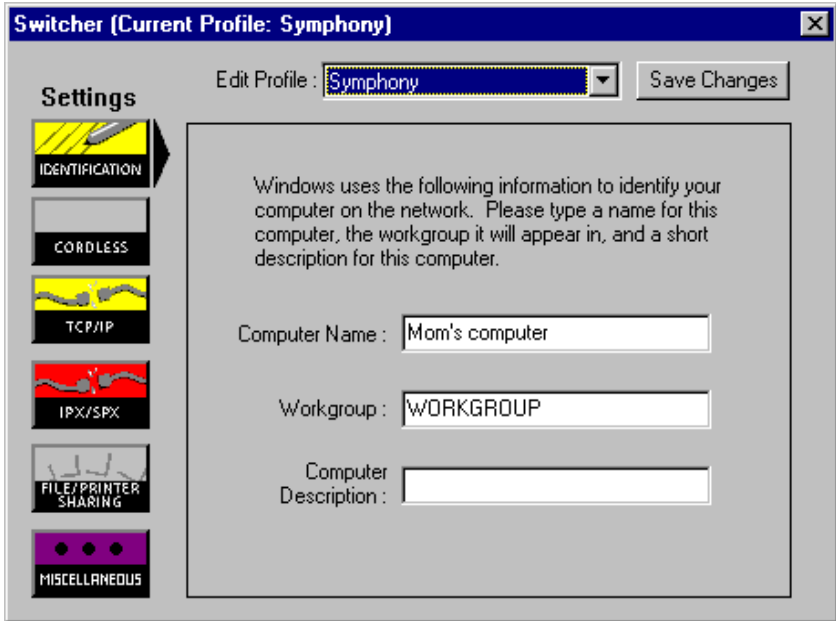 Switcher (Current Profile: Symphony)
Edit Profile : Symphony
Save Changes
Settings
IDENTIFICATION
CORDLESS
TCP/IP
IPX/SPX
FILE/PRINTER
SHARING
MISCELLANEOUS
Windows uses the following information to identify your
computer on the network.  Please type a name for this
computer, the workgroup it will appear in, and a short
description for this computer.
Computer Name : Mom's computer
Workgroup : WORKGROUP
Computer
Description :